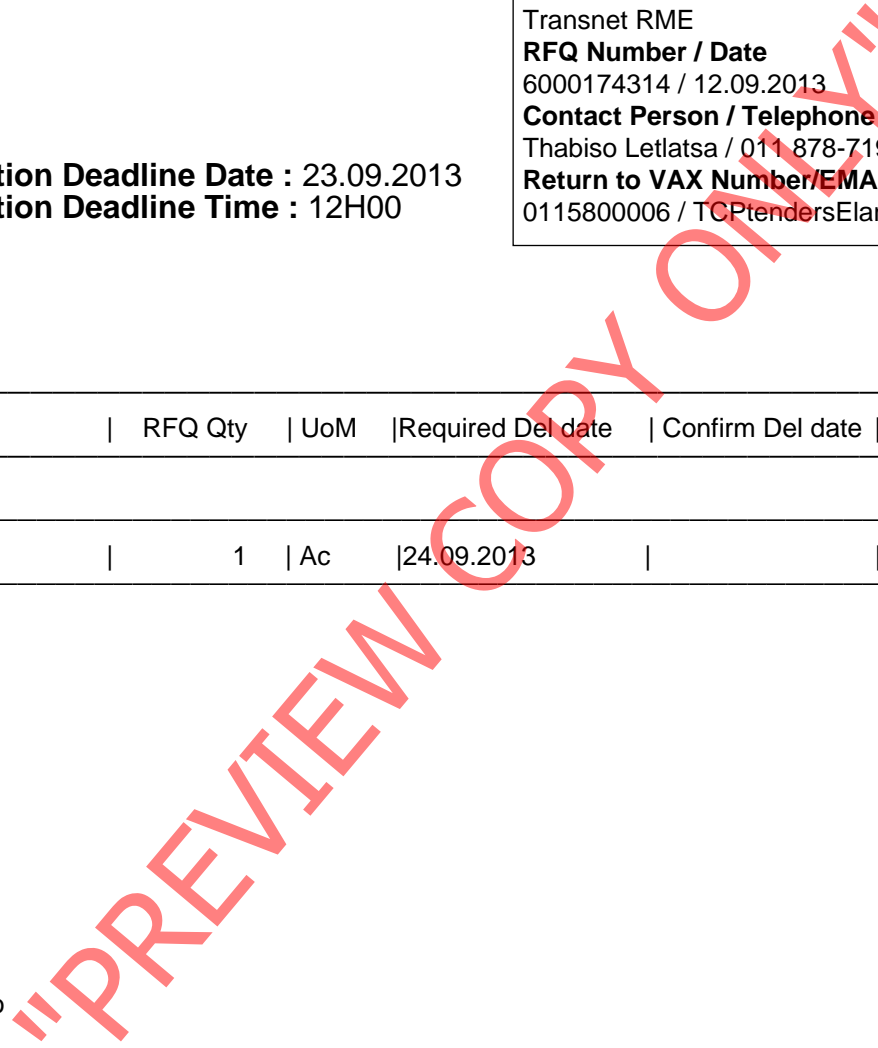 Transnet RME
RFQ Number / Date
6000174314 / 12.09.2013
Contact Person / Telephone
Thabiso Letlatsa / 011 878-719
Return to VAX Number/EMA
0115800006 / TCPtendersElan
tion Deadline Date : 23.09.2013
tion Deadline Time : 12H00
| RFQ Qty | UoM |Required Del date | Confirm Del date |
| 1 | Ac |24.09.2013 | |
"PREVIEW COPY ONLY"